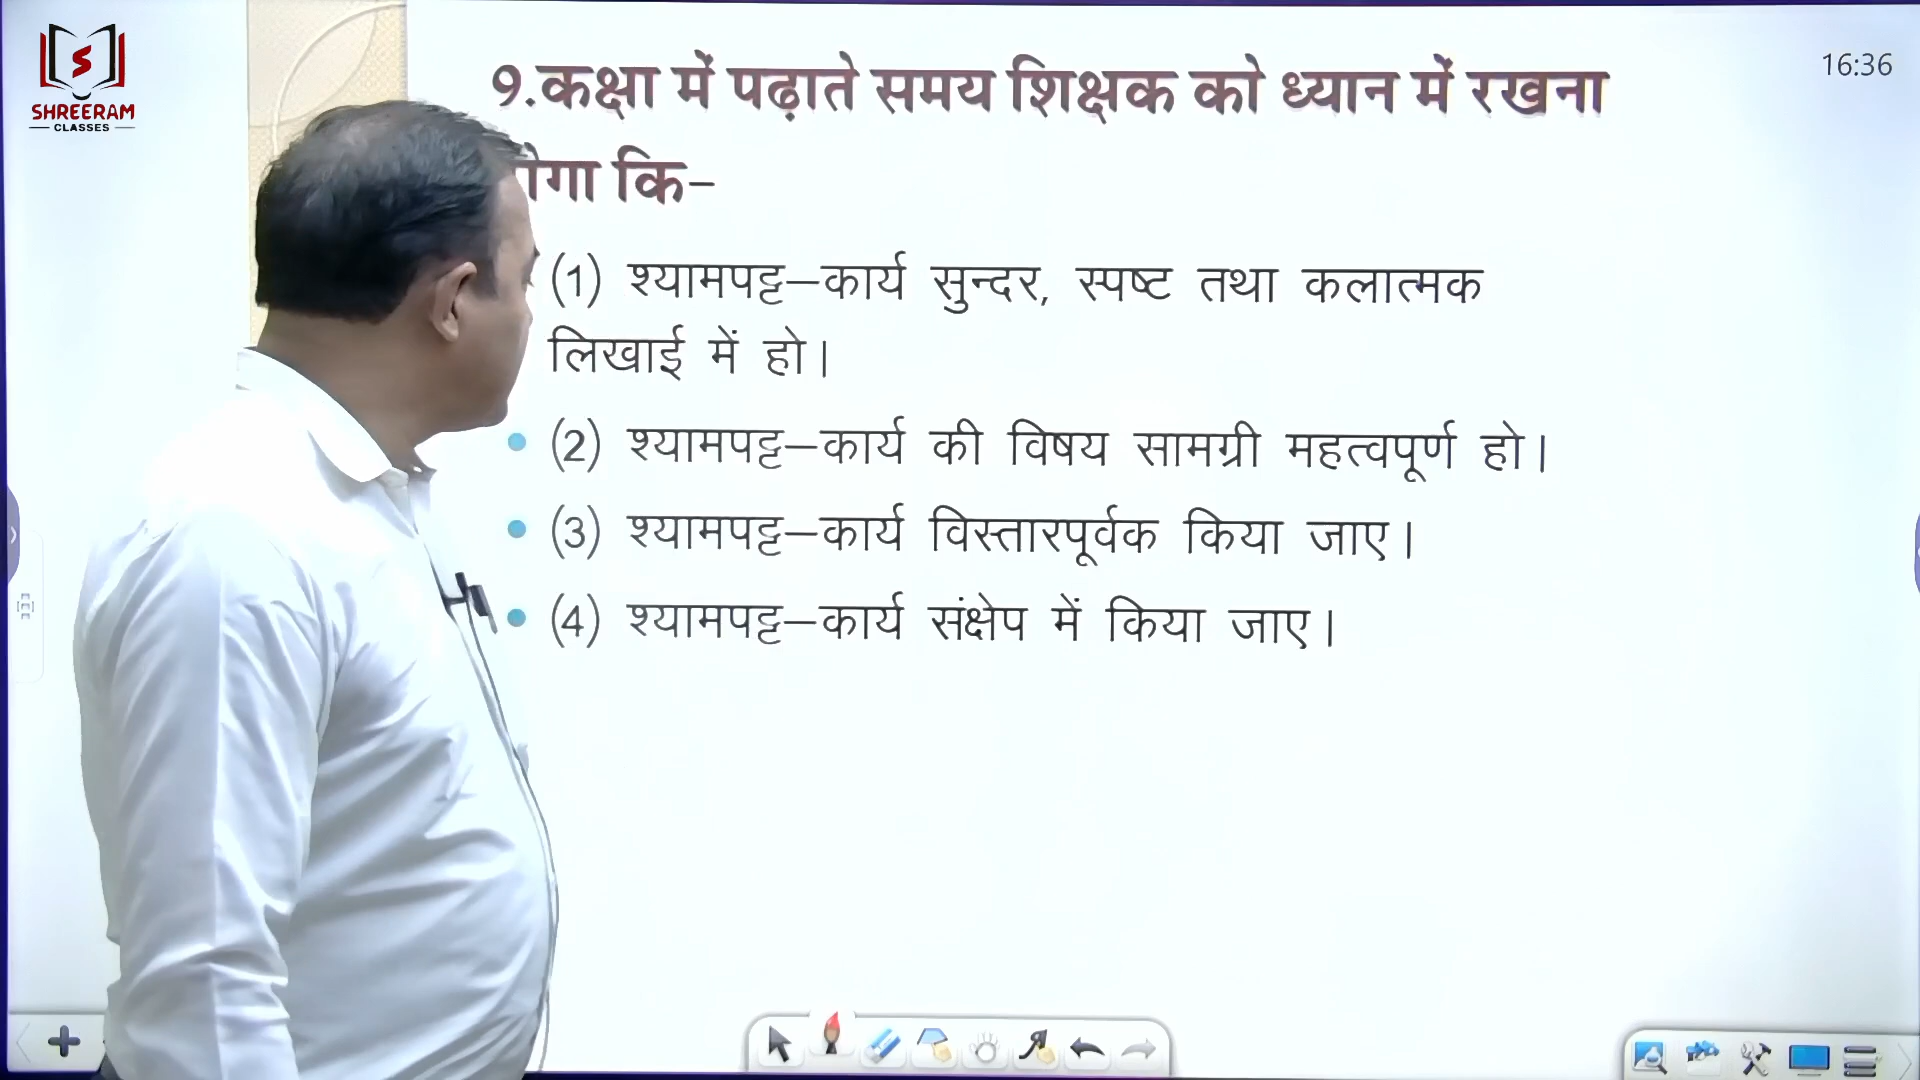 SHREERAM
CLASSES
16:36
9.कक्षा में पढ़ाते समय शिक्षक को ध्यान में रखना
कि–
(1) श्यामपट्ट–कार्य सुन्दर, स्पष्ट तथा कलात्मक
लिखाई में हो।
(2) श्यामपट्ट–कार्य की विषय सामग्री महत्वपूर्ण हो।
(3) श्यामपट्ट–कार्य विस्तारपूर्वक किया जाए।
(4) श्यामपट्ट–कार्य संक्षेप में किया जाए।